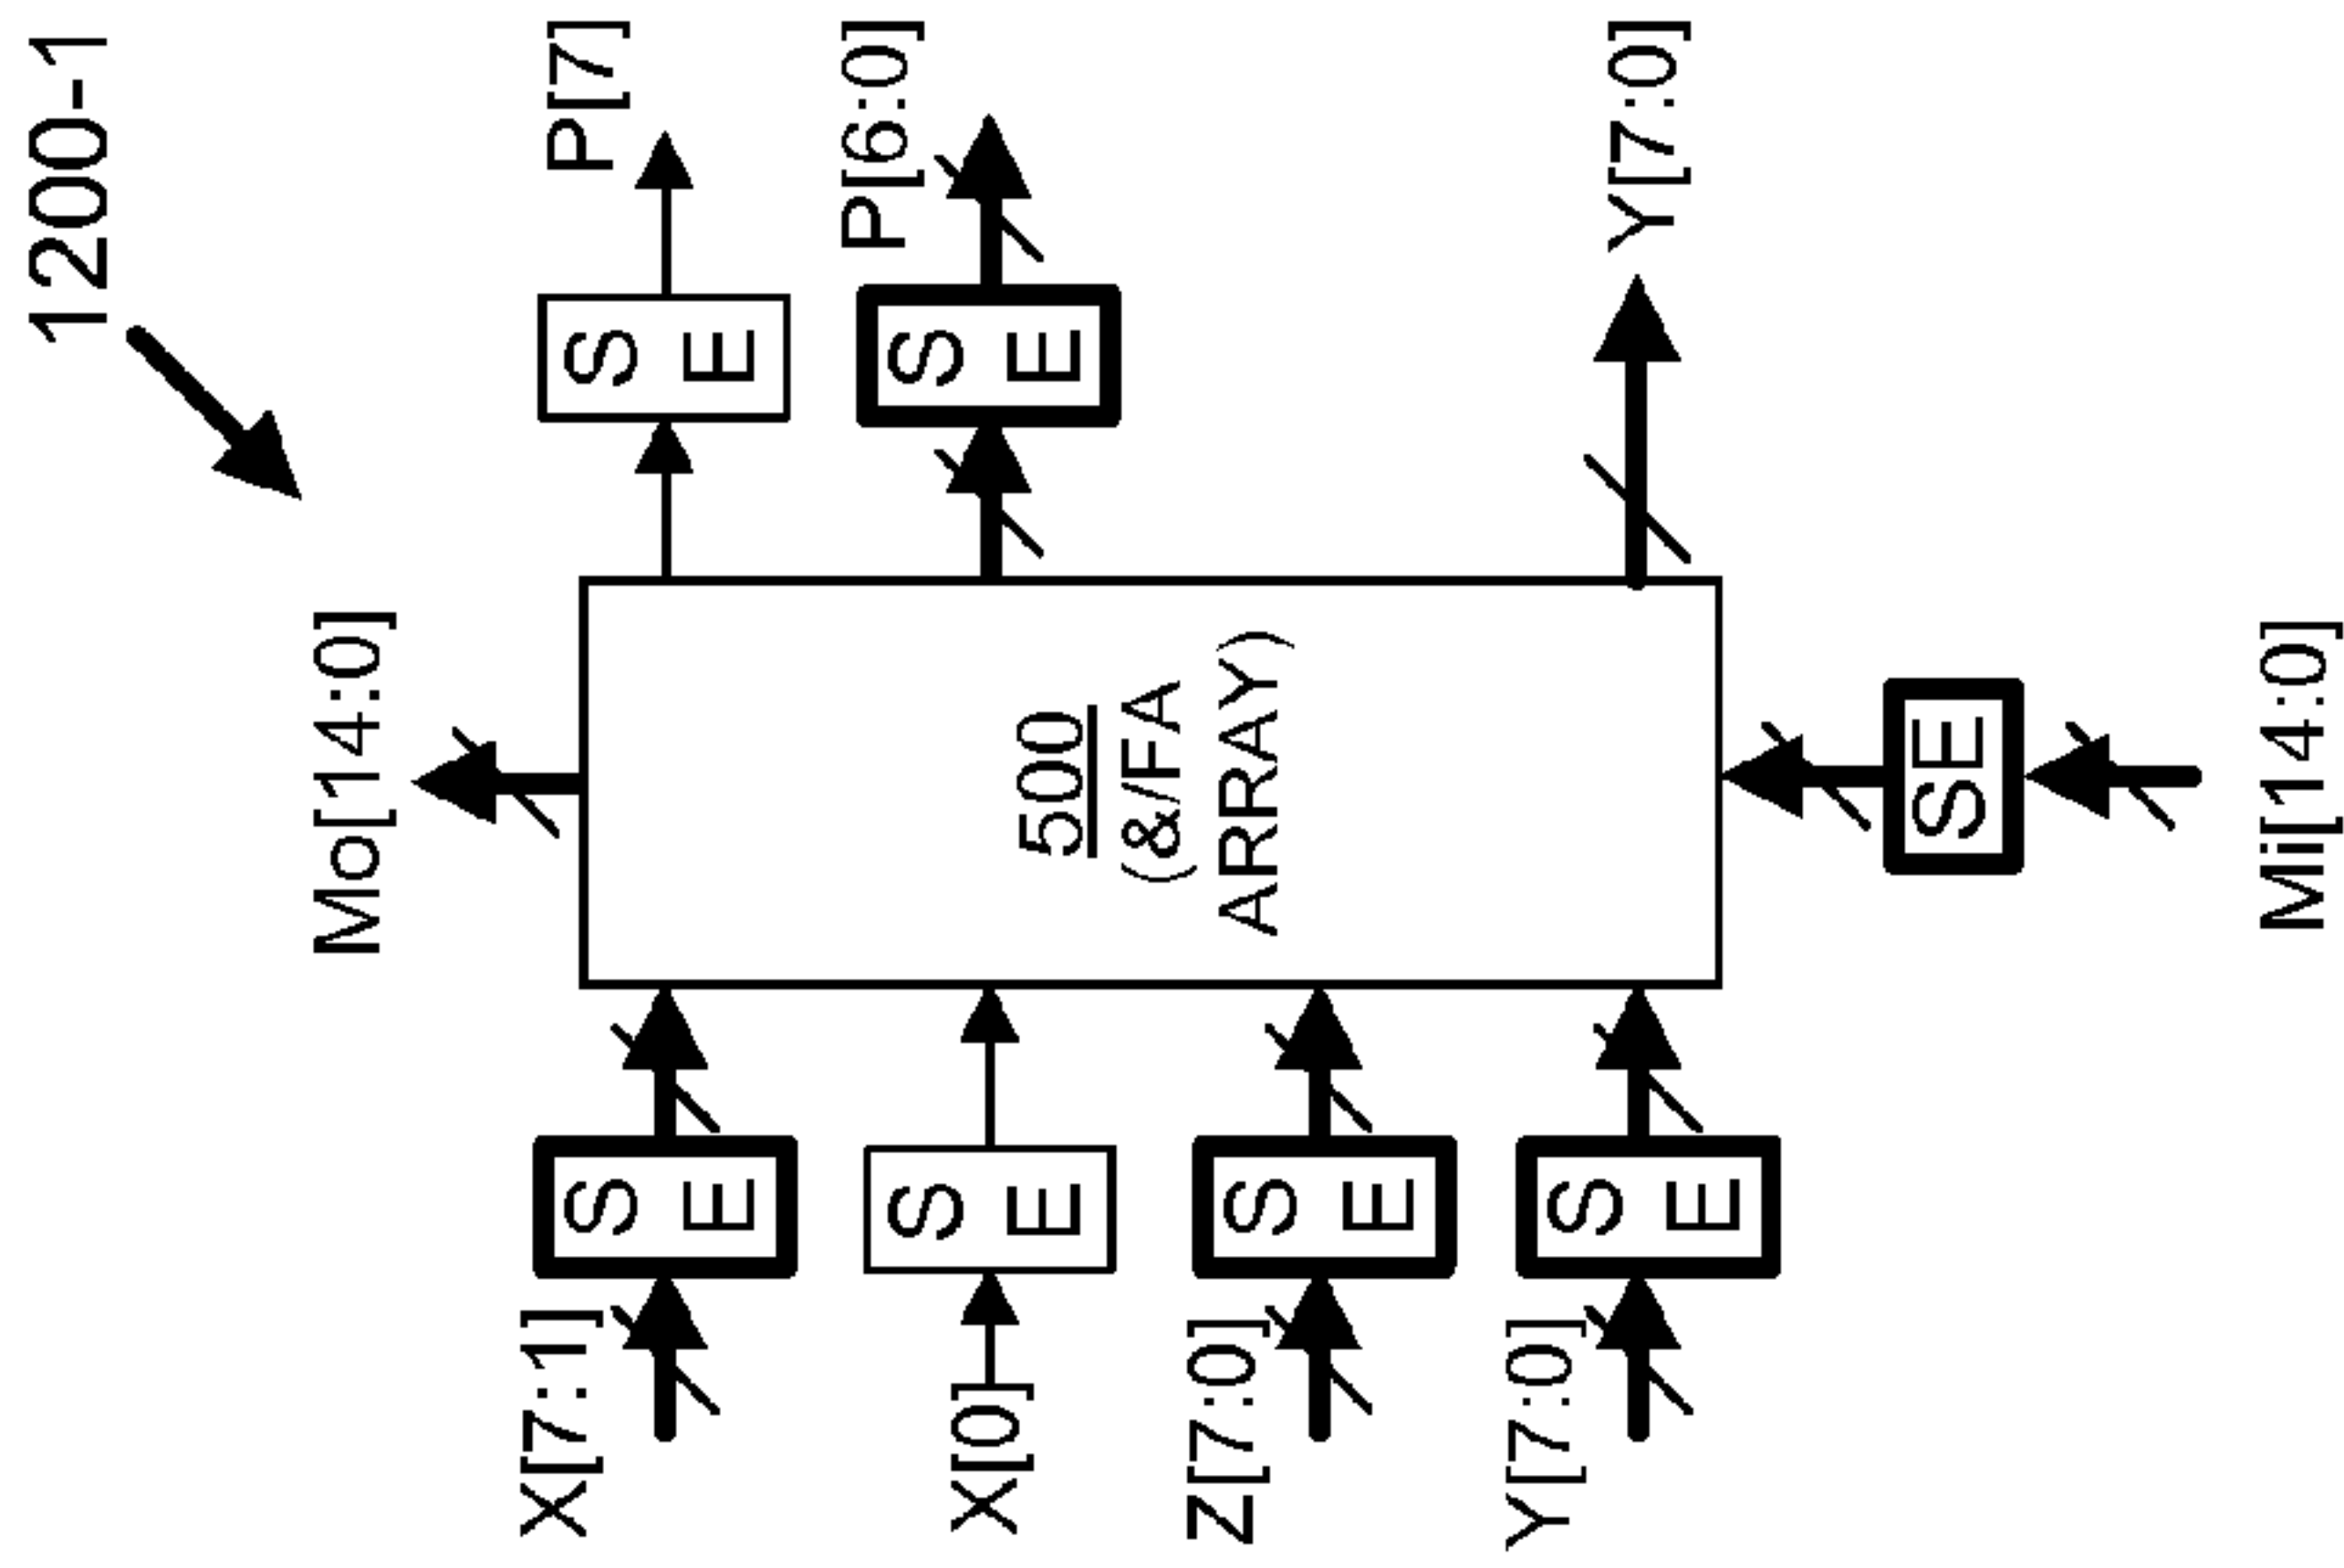 1200-1
Mo[14:0]
X[7:1]
S
E
X[0]
S
E
Z[7:0]
S
E
Y[7:0]
S
E
500
(&/FA
ARRAY)
S
E
P[7]
S
E
P[6:0]
Y[7:0]
SE
Mi[14:0]